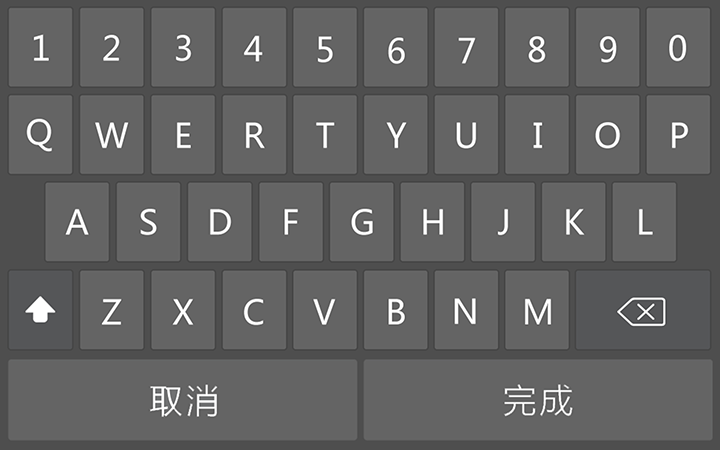 1 2 3 4 5 6 7 8 9 0
Q W E R T Y U I O P
A S D F G H J K L
Z X C V B N M
取消 完成